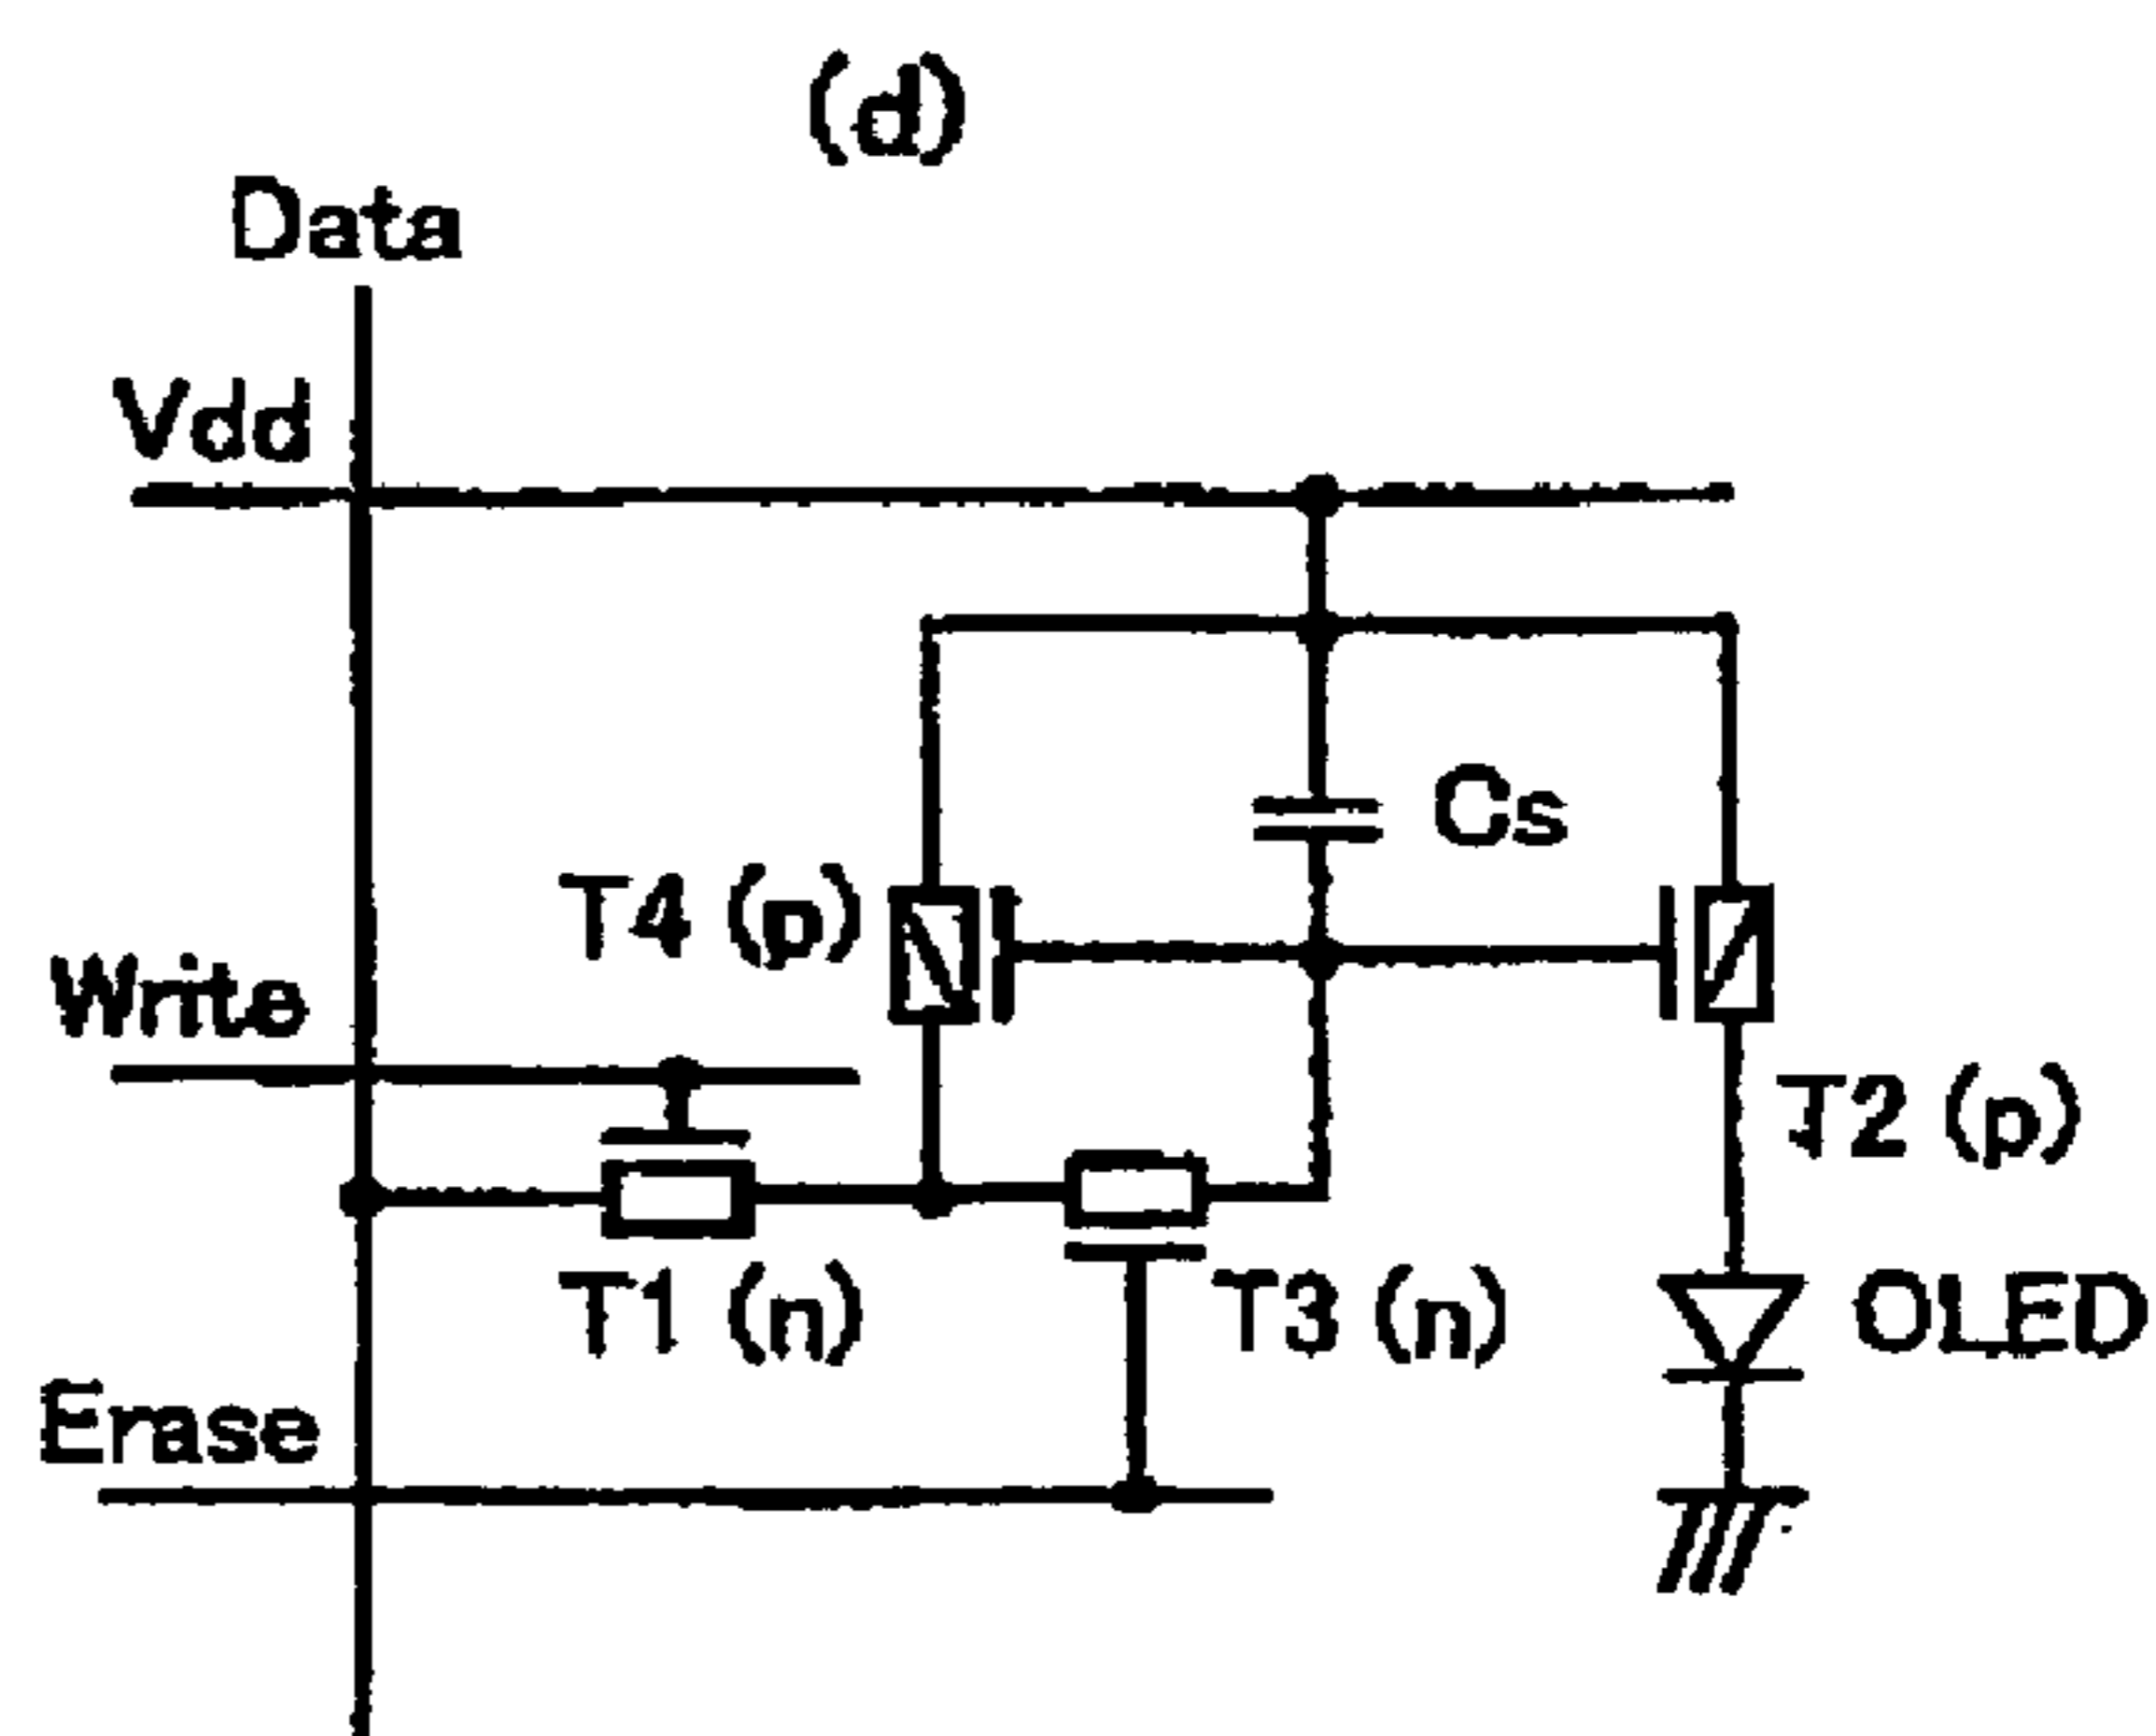 (d)
Data
Vdd
Cs
T4 (p)
Write
T2 (p)
T1 (n)
T3 (n)
OLED
Erase